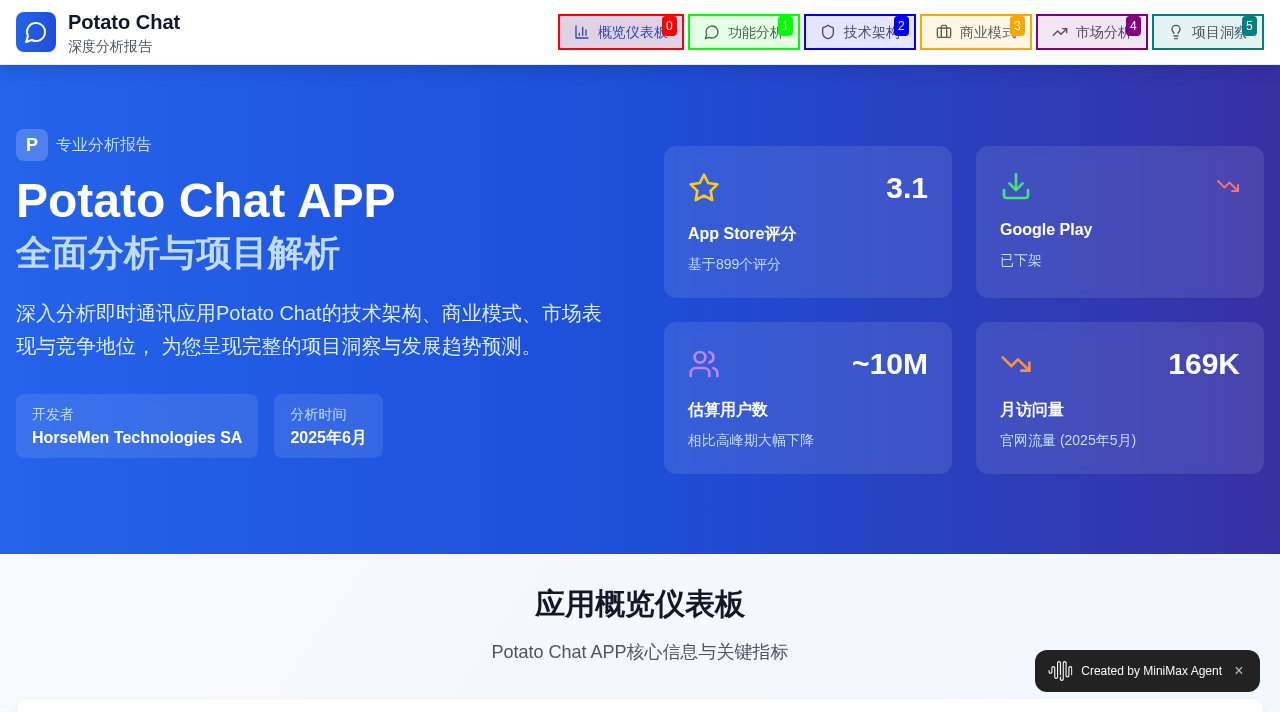 Potato Chat
深度分析报告
概览仪表板 0
功能分析 1
技术架构 2
商业模式 3
市场分析 4
项目洞察 5
P 专业分析报告
Potato Chat APP
全面分析与项目解析
深入分析即时通讯应用Potato Chat的技术架构、商业模式、市场表
现与竞争地位， 为您呈现完整的项目洞察与发展趋势预测。
开发者
HorseMen Technologies SA
分析时间
2025年6月
3.1
App Store评分
基于899个评分
Google Play
已下架
~10M
估算用户数
相比高峰期大幅下降
169K
月访问量
官网流量 (2025年5月)
应用概览仪表板
Potato Chat APP核心信息与关键指标
Created by MiniMax Agent ×